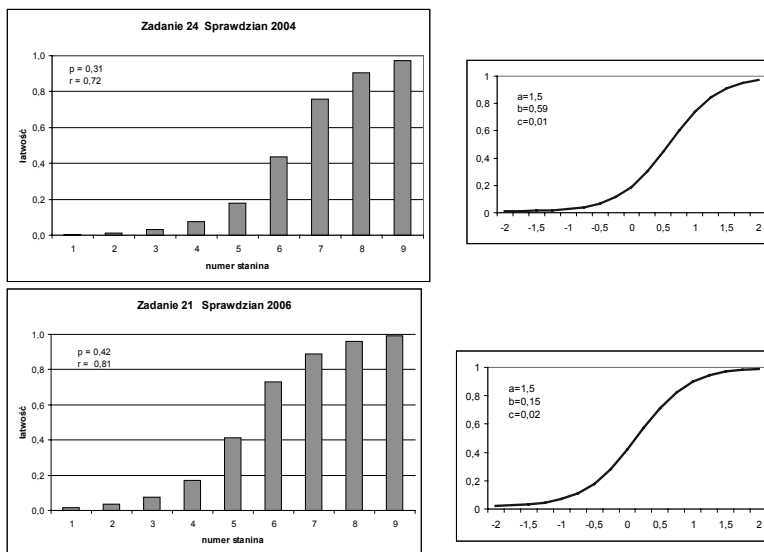 Zadanie 24 Sprawdzian 2004
p = 0,31
r = 0,72
łatwość
1,0
0,8
0,6
0,4
0,2
0,0
1 2 3 4 5 6 7 8 9
numer stanina
a=1,5
b=0,59
c=0,01
1
0,8
0,6
0,4
0,2
0
-2 -1,5 -1 -0,5 0 0,5 1 1,5 2
Zadanie 21 Sprawdzian 2006
p = 0,42
r = 0,81
łatwość
1,0
0,8
0,6
0,4
0,2
0,0
1 2 3 4 5 6 7 8 9
numer stanina
a=1,5
b=0,15
c=0,02
1
0,8
0,6
0,4
0,2
0
-2 -1,5 -1 -0,5 0 0,5 1 1,5 2